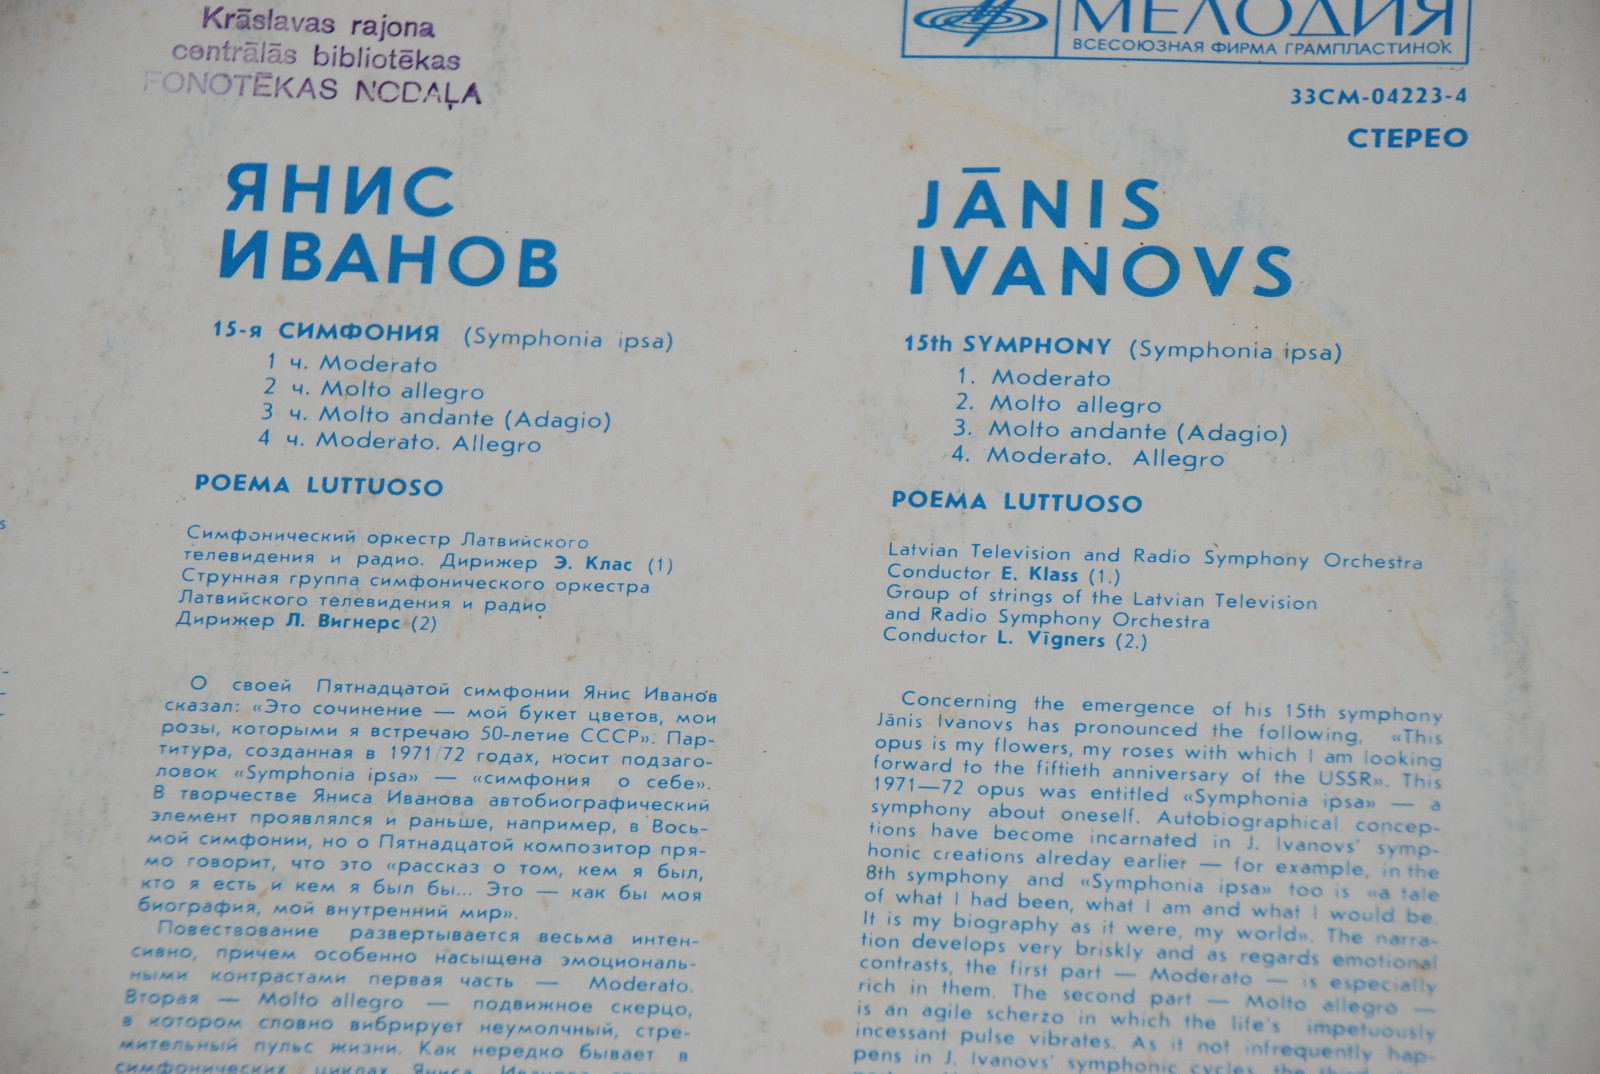 Krāslavas rajona
centrālās bibliotēkas
FONOTĒKAS NODAĻA
МЕЛОДИЯ
ВСЕСОЮЗНАЯ ФИРМА ГРАМПЛАСТИНОК
33СМ-04223-4
СТЕРЕО
ЯНИС
ИВАНОВ
15-я СИМФОНИЯ (Symphonia ipsa)
1 ч. Moderato
2 ч. Molto allegro
3 ч. Molto andante (Adagio)
4 ч. Moderato. Allegro
POEMA LUTTUOSO
Симфонический оркестр Латвийского
телевидения и радио. Дирижер Э. Клас (1)
Струнная группа симфонического оркестра
Латвийского телевидения и радио
Дирижер Л. Вигнерс (2)
О своей Пятнадцатой симфонии Янис Иванов
сказал: «Это сочинение — мой букет цветов, мои
розы, которыми я встречаю 50-летие СССР». Пар-
титура, созданная в 1971/72 годах, носит подзаго-
ловок «Symphonia ipsa» — «симфония о себе».
В творчестве Яниса Иванова автобиографический
элемент проявлялся и раньше, например, в Вось-
мой симфонии, но о Пятнадцатой композитор пря-
мо говорит, что это «рассказ о том, кем я был,
кто я есть и кем я был бы... Это — как бы моя
биография, мой внутренний мир».
Повествование развертывается весьма интен-
сивно, причем особенно насыщена эмоциональ-
ными контрастами первая часть — Moderato.
Вторая — Molto allegro — подвижное скерцо,
в котором словно вибрирует неумолчный, стре-
мительный пульс жизни. Как нередко бывает в
симфонических циклах Яниса Иванова
JĀNIS
IVANOVS
15th SYMPHONY (Symphonia ipsa)
1. Moderato
2. Molto allegro
3. Molto andante (Adagio)
4. Moderato. Allegro
POEMA LUTTUOSO
Latvian Television and Radio Symphony Orchestra
Conductor E. Klass (1.)
Group of strings of the Latvian Television
and Radio Symphony Orchestra
Conductor L. Vīgners (2.)
Concerning the emergence of his 15th symphony
Jānis Ivanovs has pronounced the following, «This
opus is my flowers, my roses with which I am looking
forward to the fiftieth anniversary of the USSR». This
1971—72 opus was entitled «Symphonia ipsa» — a
symphony about oneself. Autobiographical concep-
tions have become incarnated in J. Ivanovs' symp-
honic creations alreday earlier — for example, in the
8th symphony and «Symphonia ipsa» too is «a tale
of what I had been, what I am and what I would be.
It is my biography as it were, my world». The narra-
tion develops very briskly and as regards emotional
contrasts, the first part — Moderato — is especially
rich in them. The second part — Molto allegro —
is an agile scherzo in which the life's impetuously
incessant pulse vibrates. As it not infrequently hap-
pens in J. Ivanovs' symphonic cycles, the third